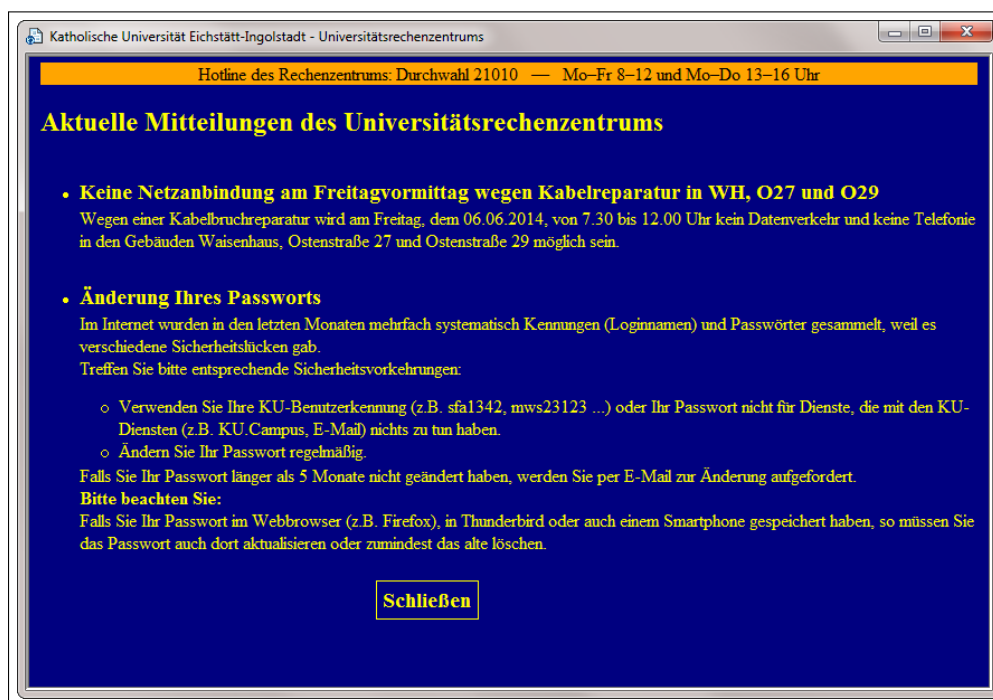 Katholische Universität Eichstätt-Ingolstadt - Universitätsrechenzentrums
Hotline des Rechenzentrums: Durchwahl 21010 — Mo–Fr 8–12 und Mo–Do 13–16 Uhr
Aktuelle Mitteilungen des Universitätsrechenzentrums
• Keine Netzanbindung am Freitagvormittag wegen Kabelreparatur in WH, O27 und O29
Wegen einer Kabelbruchreparatur wird am Freitag, dem 06.06.2014, von 7.30 bis 12.00 Uhr kein Datenverkehr und keine Telefonie
in den Gebäuden Waisenhaus, Ostenstraße 27 und Ostenstraße 29 möglich sein.
• Änderung Ihres Passworts
Im Internet wurden in den letzten Monaten mehrfach systematisch Kennungen (Loginnamen) und Passwörter gesammelt, weil es
verschiedene Sicherheitslücken gab.
Treffen Sie bitte entsprechende Sicherheitsvorkehrungen:
○ Verwenden Sie Ihre KU-Benutzerkennung (z.B. sfa1342, mws23123 ...) oder Ihr Passwort nicht für Dienste, die mit den KU-
Diensten (z.B. KU.Campus, E-Mail) nichts zu tun haben.
○ Ändern Sie Ihr Passwort regelmäßig.
Falls Sie Ihr Passwort länger als 5 Monate nicht geändert haben, werden Sie per E-Mail zur Änderung aufgefordert.
Bitte beachten Sie:
Falls Sie Ihr Passwort im Webbrowser (z.B. Firefox), in Thunderbird oder auch einem Smartphone gespeichert haben, so müssen Sie
das Passwort auch dort aktualisieren oder zumindest das alte löschen.
Schließen